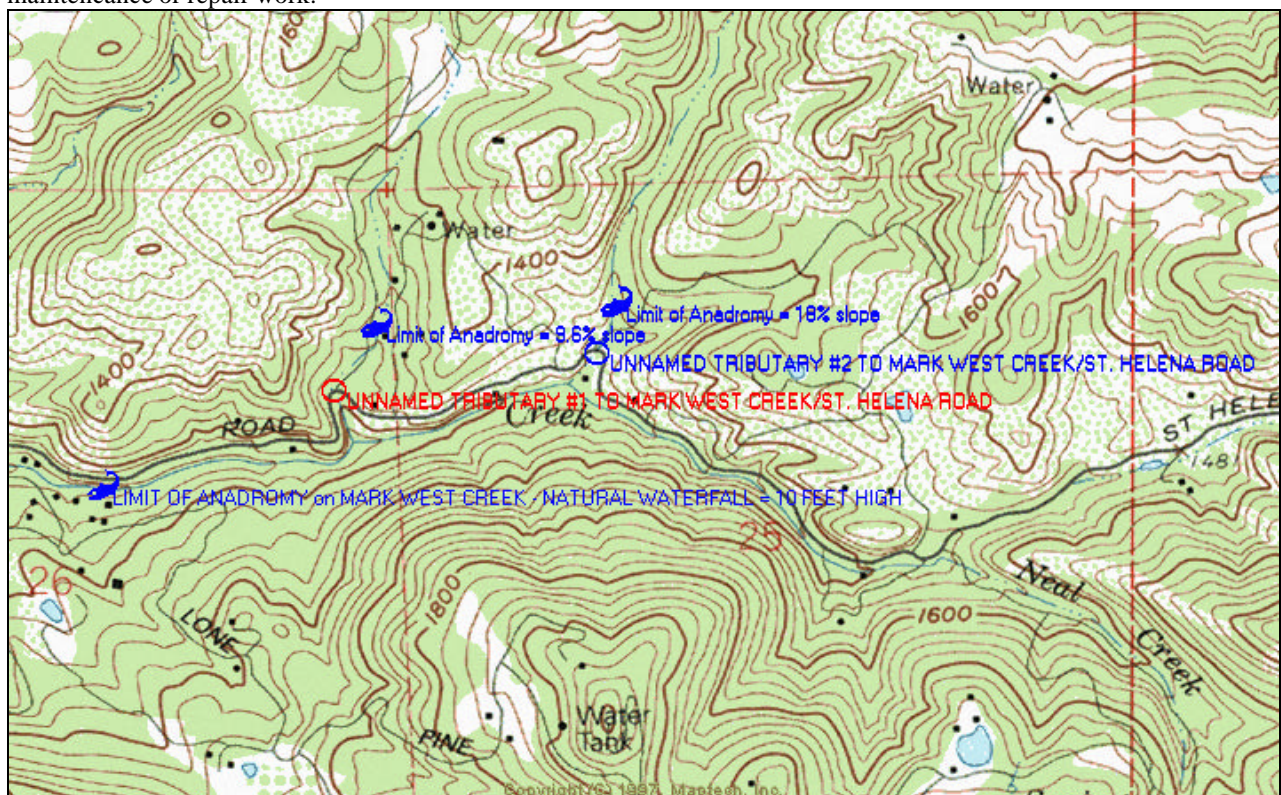 maintenance or repair work.
1600
Water
Water
1400
1600
Limit of Anadromy = 18% slope
Limit of Anadromy = 9.6% slope
UNNAMED TRIBUTARY #2 TO MARK WEST CREEK/ST. HELENA ROAD
1400
UNNAMED TRIBUTARY #1 TO MARK WEST CREEK/ST. HELENA ROAD
Creek
ROAD
ST HELE
1481
LIMIT OF ANADROMY on MARK WEST CREEK - NATURAL WATERFALL = 10 FEET HIGH
25
26
Neal
Creek
1800
1600
LONE
PINE
Water
Tank
Copyright (C) 1997, Maptech, Inc.